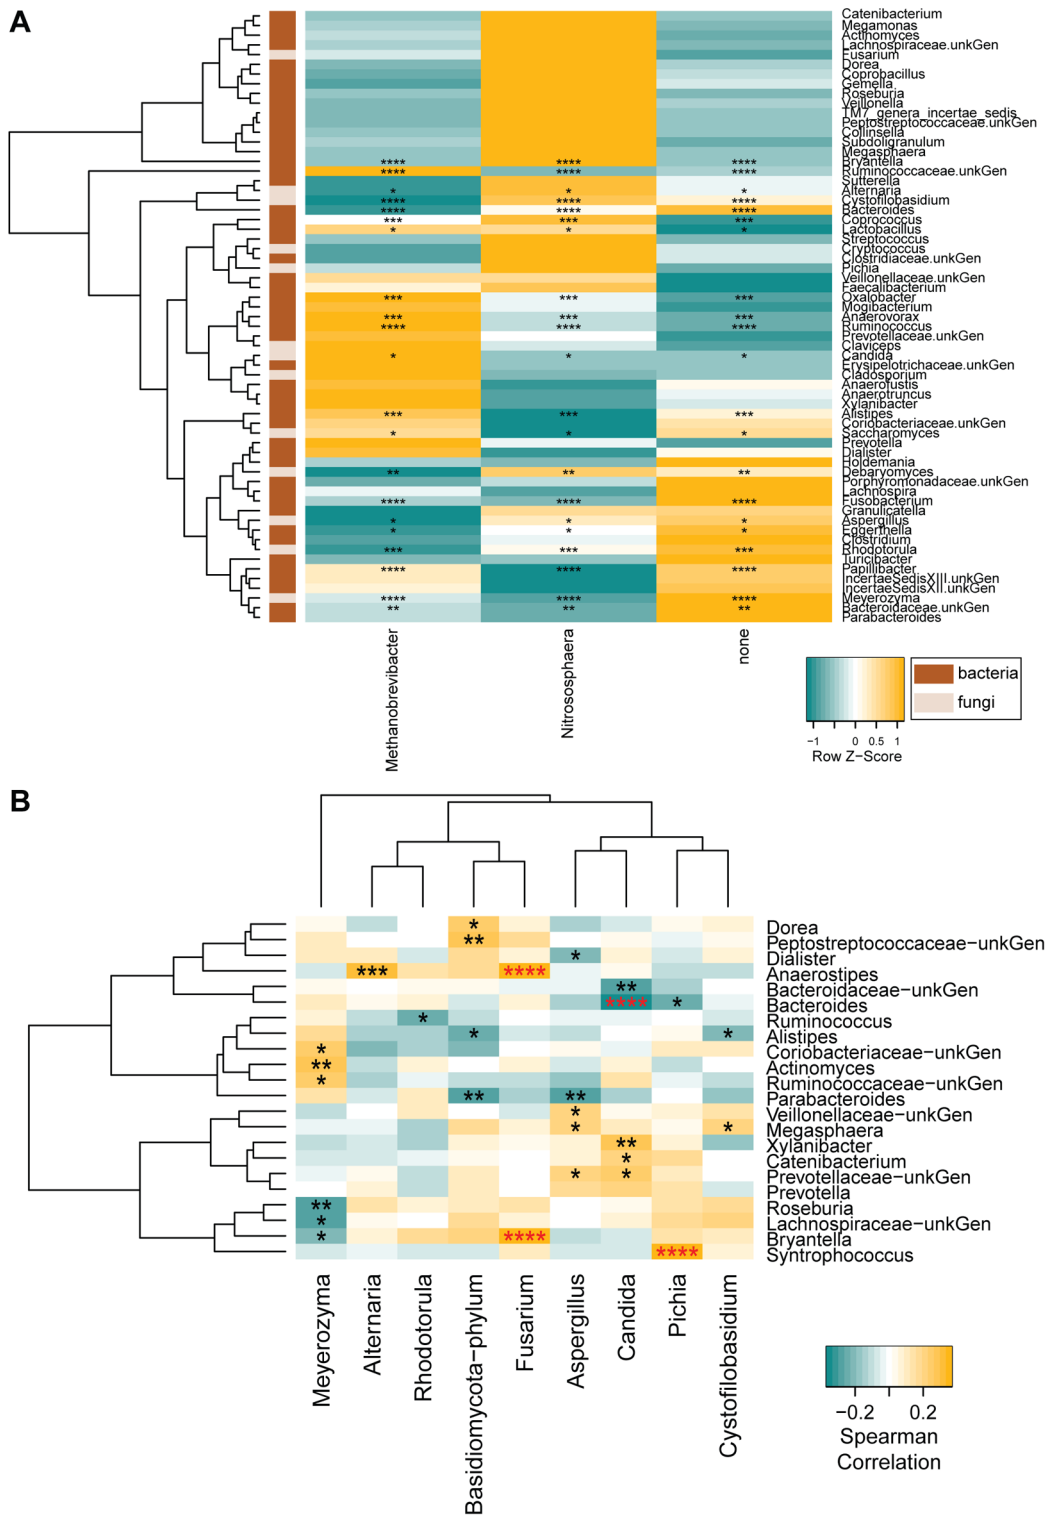 A
Catenibacterium
Megamonas
Actinomyces
Lachnospiraceae.unkGen
Fusarium
Dorea
Coprobacillus
Gemella
Roseburia
Veillonella
TM7_genera_incertae_sedis
Peptostreptococcaceae.unkGen
Collinsella
Subdoligranulum
Megasphaera
**** **** **** Bryantella
**** **** **** Ruminococcaceae.unkGen
Sutterella
* * * Alternaria
**** **** **** Cystofilobasidium
**** **** **** Bacteroides
*** *** *** Coprococcus
* * * Lactobacillus
Streptococcus
Cryptococcus
Clostridiaceae.unkGen
Pichia
Veillonellaceae.unkGen
Faecalibacterium
*** *** *** Oxalobacter
Mogibacterium
*** *** *** Anaerovorax
**** **** **** Ruminococcus
Prevotellaceae.unkGen
Claviceps
* * * Candida
Erysipelotrichaceae.unkGen
Cladosporium
Anaerofustis
Anaerotruncus
Xylanibacter
*** *** *** Alistipes
Coriobacteriaceae.unkGen
* * * Saccharomyces
Prevotella
Dialister
Holdemania
** ** ** Debaryomyces
Porphyromonadaceae.unkGen
Lachnospira
**** **** **** Fusobacterium
Granulicatella
* * * Aspergillus
* * * Eggerthella
Clostridium
*** *** *** Rhodotorula
Turicibacter
**** **** **** Papillibacter
IncertaeSedisXIII.unkGen
IncertaeSedisXII.unkGen
**** **** **** Meyerozyma
** ** ** Bacteroidaceae.unkGen
Parabacteroides
Methanobrevibacter
Nitrososphaera
none
−1 0 0.5 1
Row Z−Score
bacteria
fungi
B
* Dorea
** Peptostreptococcaceae−unkGen
* Dialister
*** **** Anaerostipes
** Bacteroidaceae−unkGen
**** * Bacteroides
* Ruminococcus
* * Alistipes
* Coriobacteriaceae−unkGen
** Actinomyces
* Ruminococcaceae−unkGen
** ** Parabacteroides
* Veillonellaceae−unkGen
* * Megasphaera
** Xylanibacter
* Catenibacterium
* * Prevotellaceae−unkGen
Prevotella
** Roseburia
* Lachnospiraceae−unkGen
* **** Bryantella
**** Syntrophococcus
Meyerozyma
Alternaria
Rhodotorula
Basidiomycota−phylum
Fusarium
Aspergillus
Candida
Pichia
Cystofilobasidium
−0.2 0.2
Spearman
Correlation